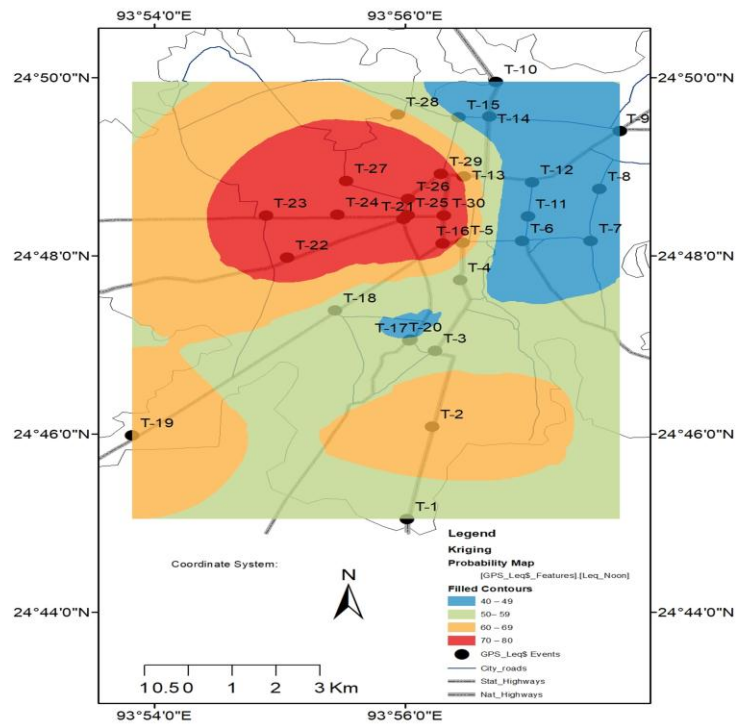 93°54'0"E 93°56'0"E
24°50'0"N 24°50'0"N
T-10
T-28 T-15
T-14 T-9
T-29
T-27 T-13 T-12 T-8
T-26
T-23 T-24 T-21 T-25 T-30 T-11
T-16 T-5 T-6 T-7
24°48'0"N 24°48'0"N
T-22
T-4
T-18
T-17 T-20
T-3
T-2
T-19
24°46'0"N 24°46'0"N
T-1
Legend
Kriging
Probability Map
[GPS_Leq$_Features].[Leq_Noon]
Filled Contours
40 – 49
50– 59
60 – 69
70 – 80
GPS_Leq$ Events
City_roads
Stat_Highways
Nat_Highways
Coordinate System:
N
24°44'0"N 24°44'0"N
1 0.5 0 1 2 3 Km
93°54'0"E 93°56'0"E